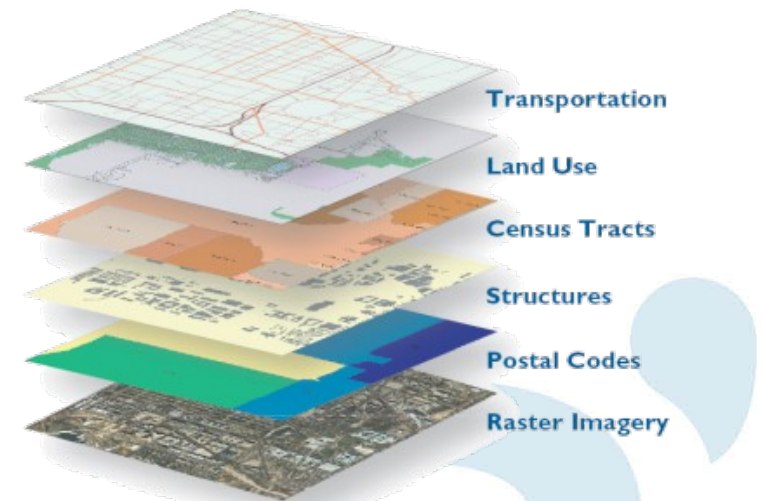 Transportation
Land Use
Census Tracts
Structures
Postal Codes
Raster Imagery